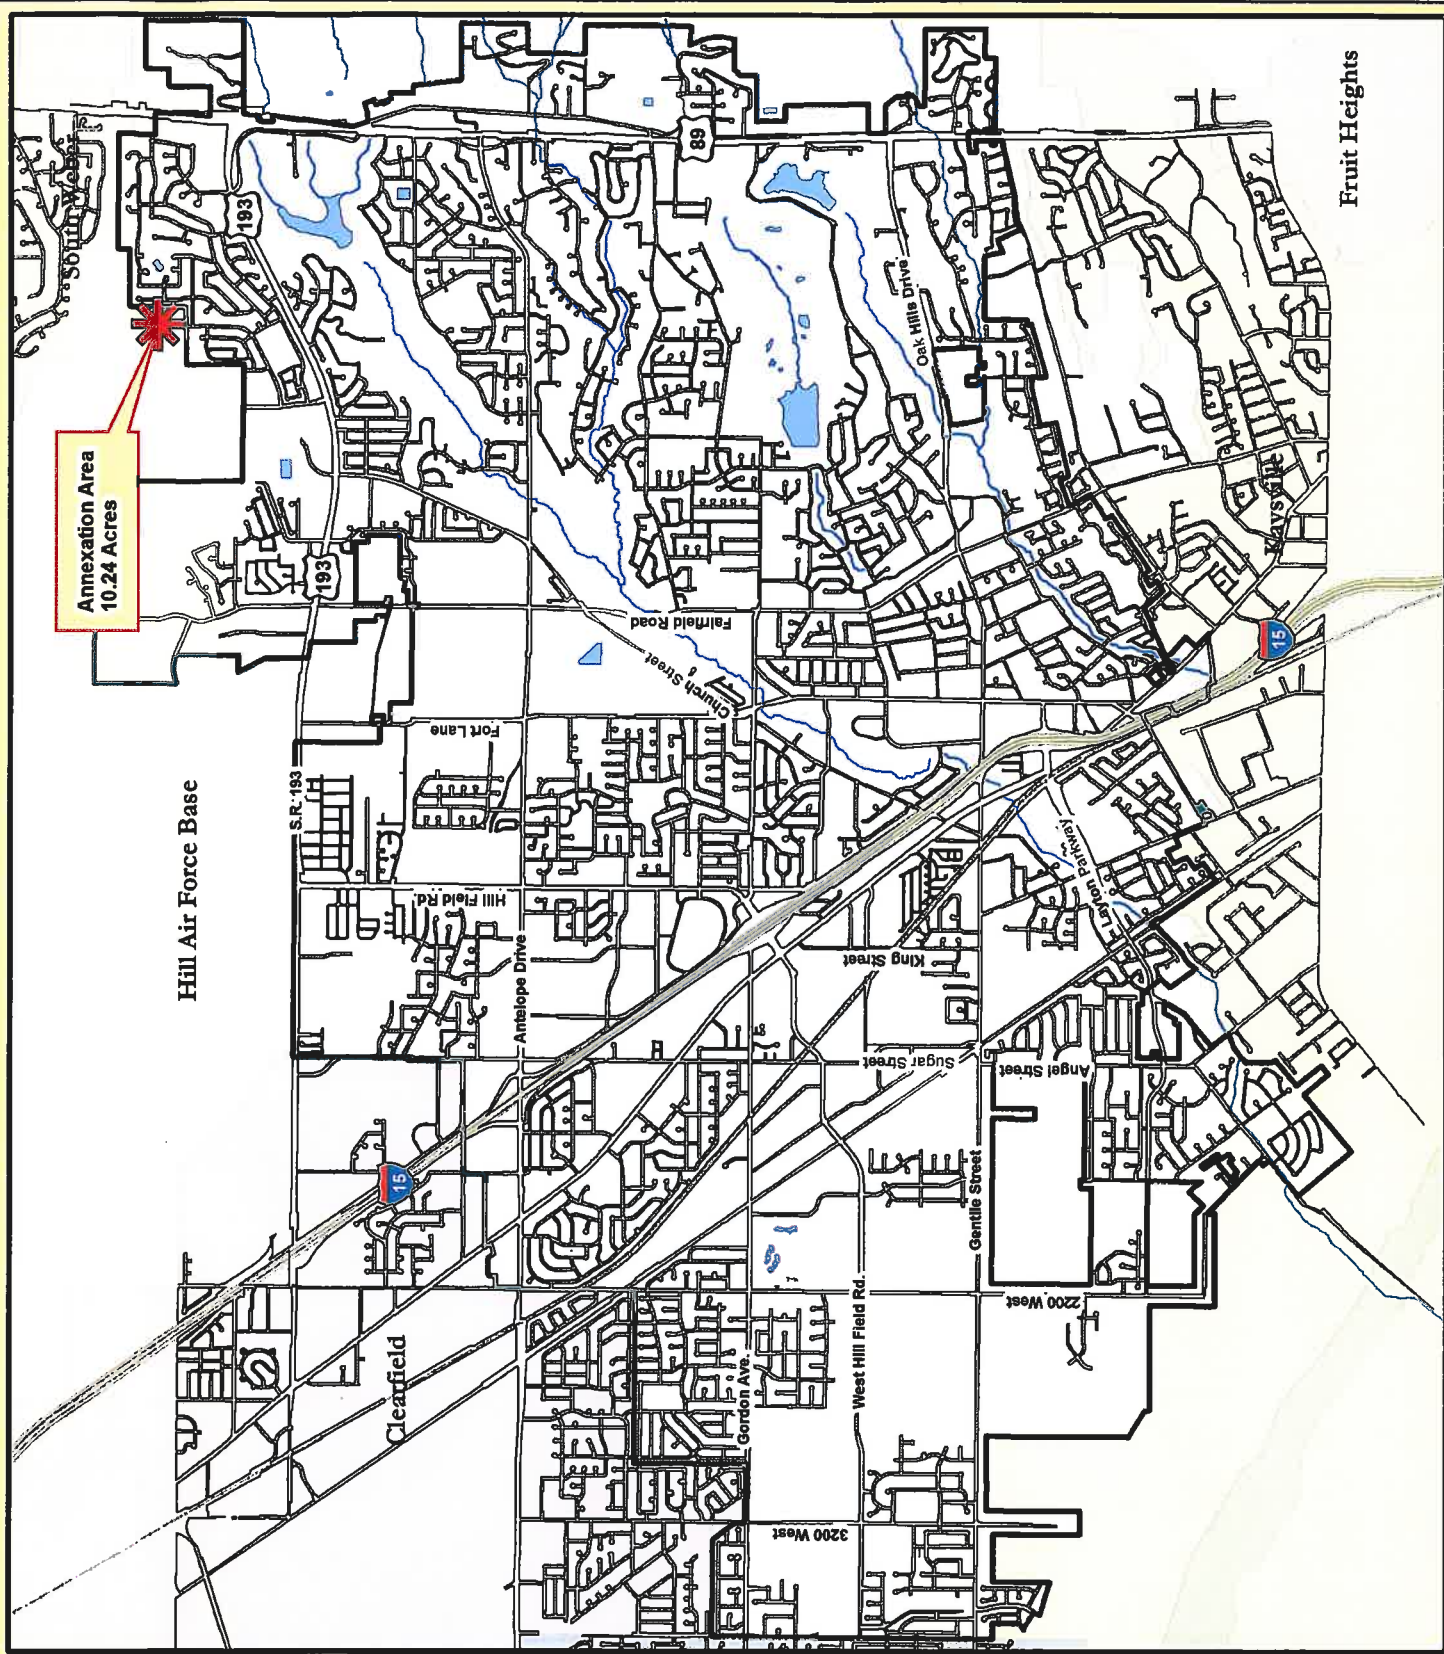 South Weber
Fruit Heights
89
193
Annexation Area
10.24 Acres
Oak Hills Drive
Kaysville
193
Fairfield Road
15
Church Street
Fort Lane
S.R. 193
Hill Air Force Base
Layton Parkway
Hill Field Rd.
King Street
Antelope Drive
Sugar Street
Angel Street
15
Gentile Street
2200 West
West Hill Field Rd.
Clearfield
Gordon Ave.
3200 West